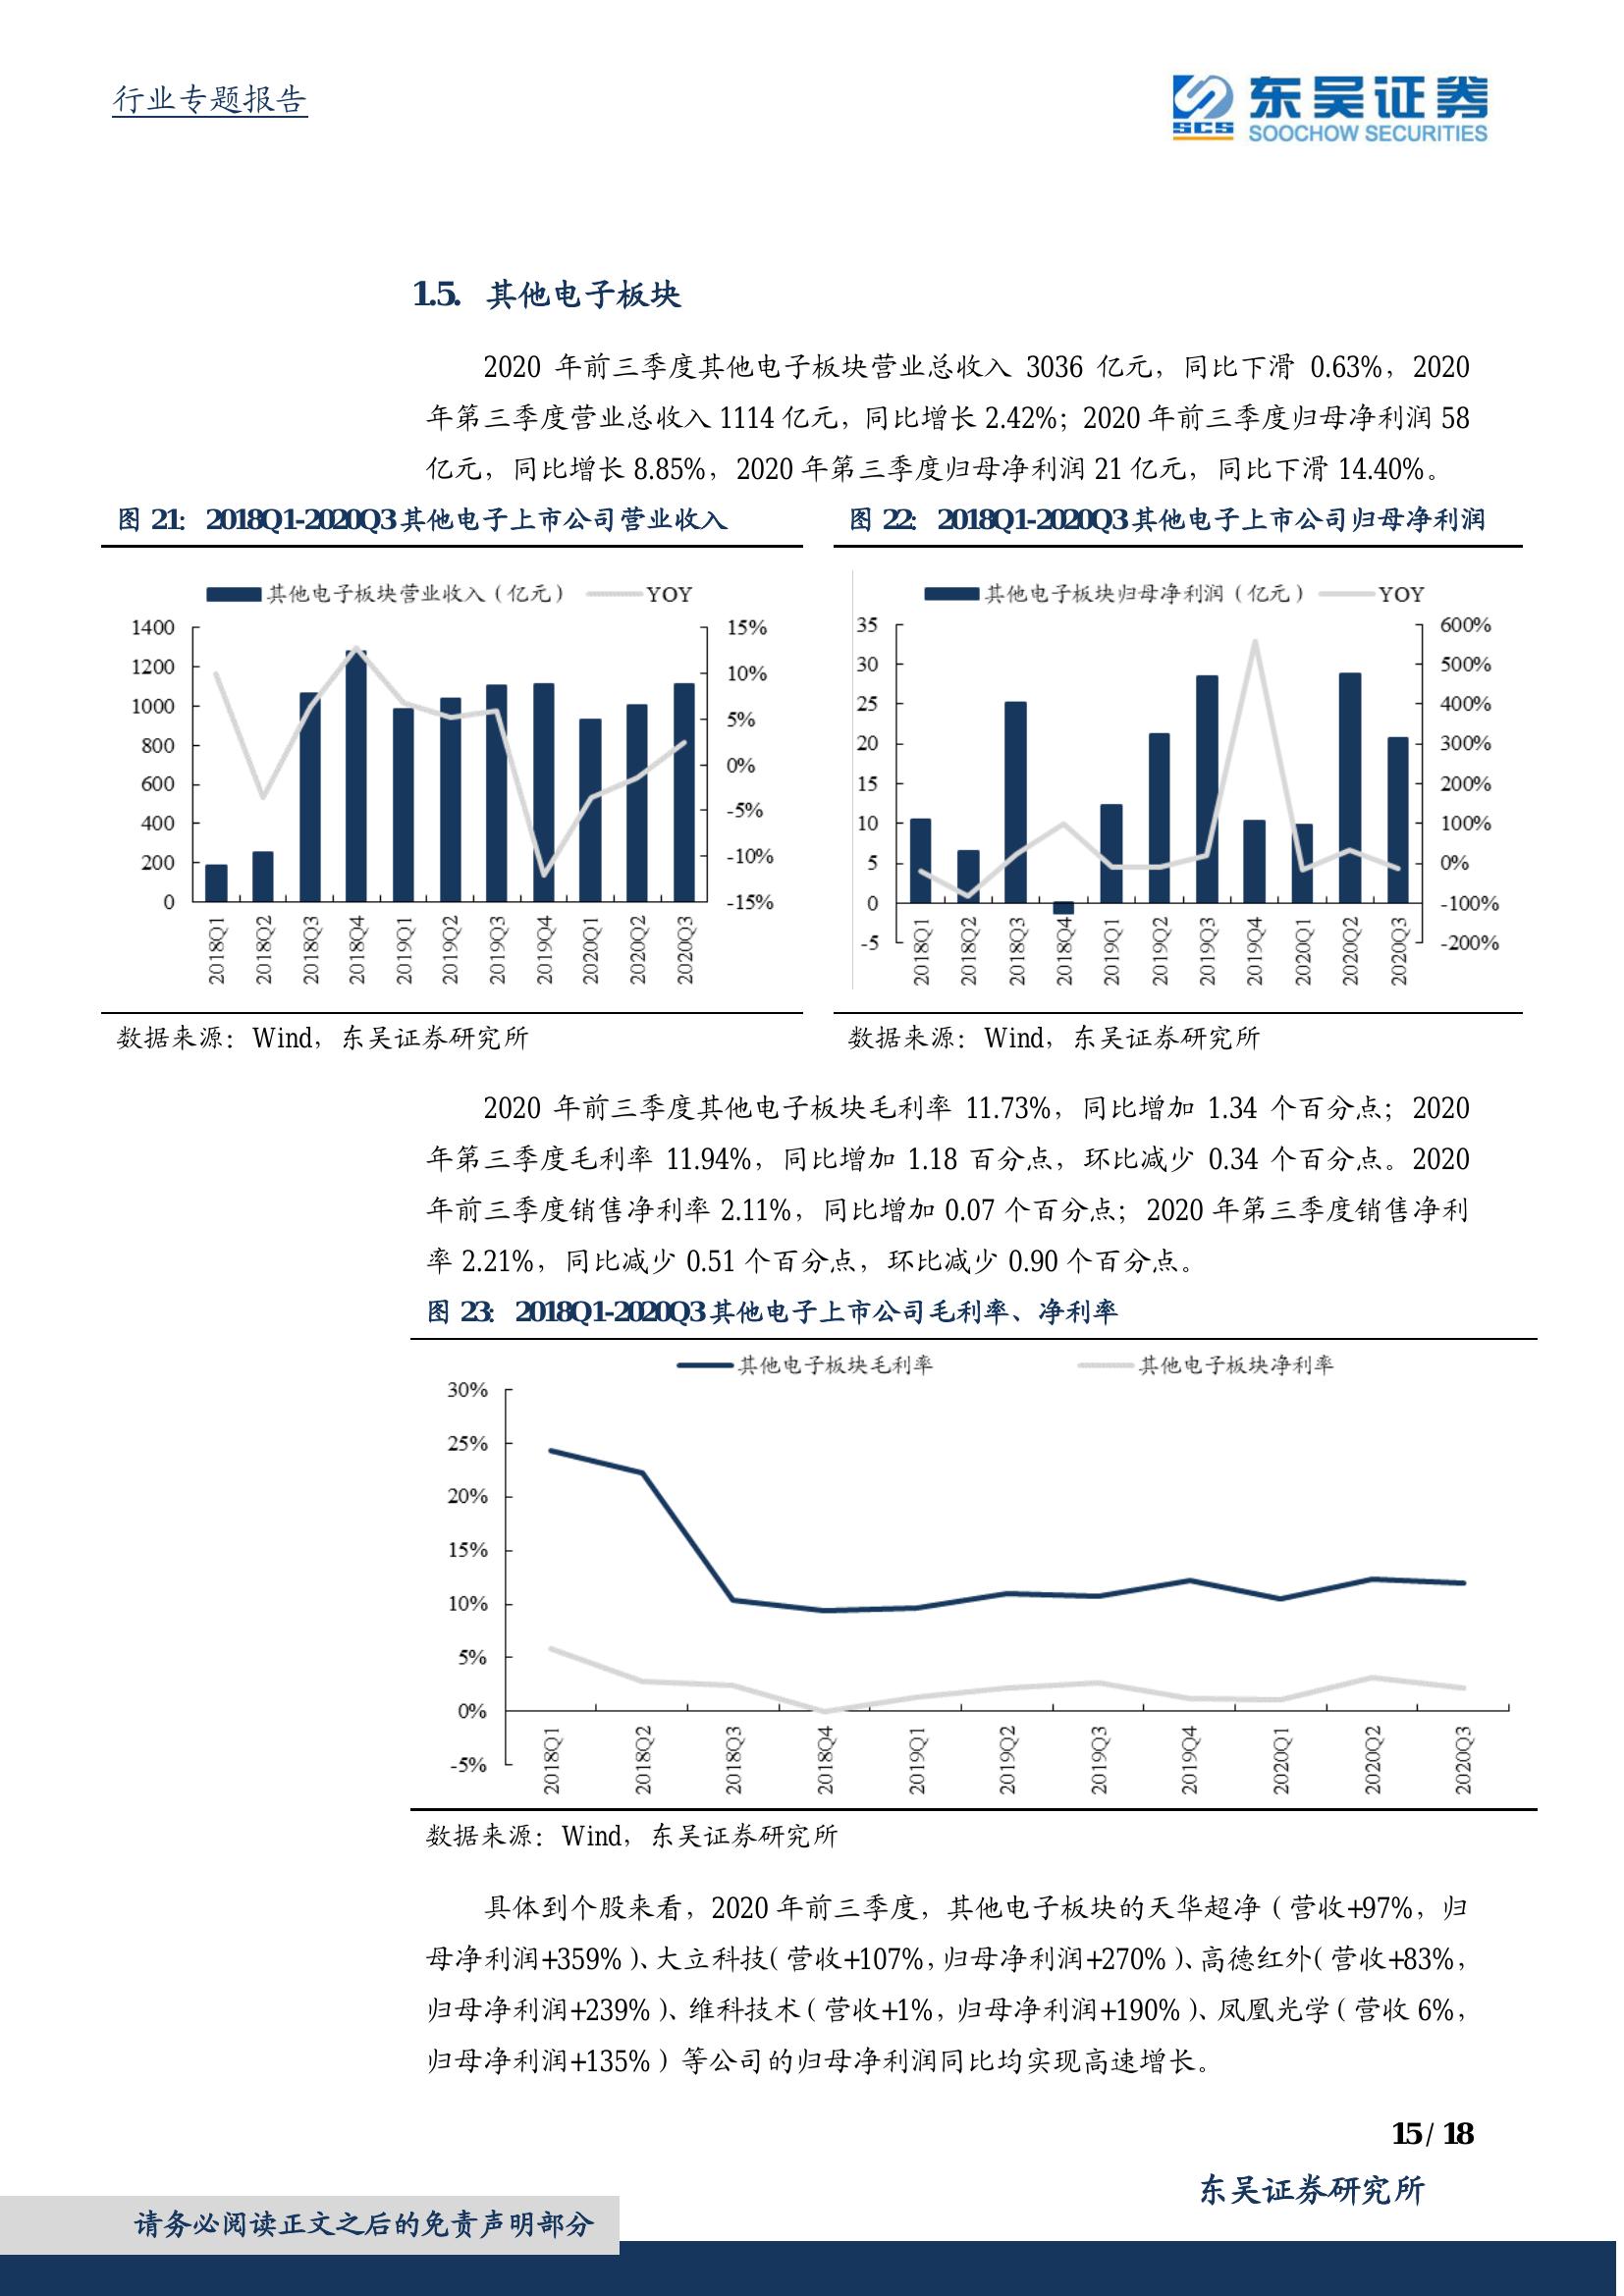 行业专题报告
东吴证券
SCS
SOOCHOW SECURITIES
1.5. 其他电子板块
2020 年前三季度其他电子板块营业总收入 3036 亿元，同比下滑 0.63%，2020
年第三季度营业总收入 1114 亿元，同比增长 2.42%；2020 年前三季度归母净利润 58
亿元，同比增长 8.85%，2020 年第三季度归母净利润 21 亿元，同比下滑 14.40%。
图 21： 2018Q1-2020Q3 其他电子上市公司营业收入
其他电子板块营业收入（亿元） YOY
1400
1200
1000
800
600
400
200
0
15%
10%
5%
0%
-5%
-10%
-15%
2018Q1
2018Q2
2018Q3
2018Q4
2019Q1
2019Q2
2019Q3
2019Q4
2020Q1
2020Q2
2020Q3
数据来源：Wind，东吴证券研究所
图 22： 2018Q1-2020Q3 其他电子上市公司归母净利润
其他电子板块归母净利润（亿元） YOY
35
30
25
20
15
10
5
0
-5
600%
500%
400%
300%
200%
100%
0%
-100%
-200%
2018Q1
2018Q2
2018Q3
2018Q4
2019Q1
2019Q2
2019Q3
2019Q4
2020Q1
2020Q2
2020Q3
数据来源：Wind，东吴证券研究所
2020 年前三季度其他电子板块毛利率 11.73%，同比增加 1.34 个百分点；2020
年第三季度毛利率 11.94%，同比增加 1.18 百分点，环比减少 0.34 个百分点。2020
年前三季度销售净利率 2.11%，同比增加 0.07 个百分点；2020 年第三季度销售净利
率 2.21%，同比减少 0.51 个百分点，环比减少 0.90 个百分点。
图 23： 2018Q1-2020Q3 其他电子上市公司毛利率、净利率
其他电子板块毛利率 其他电子板块净利率
30%
25%
20%
15%
10%
5%
0%
-5%
2018Q1
2018Q2
2018Q3
2018Q4
2019Q1
2019Q2
2019Q3
2019Q4
2020Q1
2020Q2
2020Q3
数据来源：Wind，东吴证券研究所
具体到个股来看，2020 年前三季度，其他电子板块的天华超净（营收+97%，归
母净利润+359%）、大立科技（营收+107%，归母净利润+270%）、高德红外（营收+83%，
归母净利润+239%）、维科技术（营收+1%，归母净利润+190%）、凤凰光学（营收 6%，
归母净利润+135%）等公司的归母净利润同比均实现高速增长。
15 / 18
东吴证券研究所
请务必阅读正文之后的免责声明部分